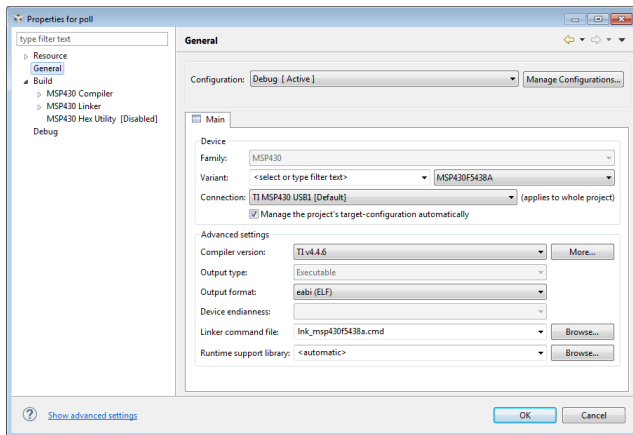 Properties for poll
type filter text
Resource
General
Build
MSP430 Compiler
MSP430 Linker
MSP430 Hex Utility [Disabled]
Debug
General
Configuration: Debug [ Active ] Manage Configurations...
Main
Device
Family: MSP430
Variant: <select or type filter text> MSP430F5438A
Connection: TI MSP430 USB1 [Default] (applies to whole project)
Manage the project's target-configuration automatically
Advanced settings
Compiler version: TI v4.4.6 More...
Output type: Executable
Output format: eabi (ELF)
Device endianness:
Linker command file: lnk_msp430f5438a.cmd Browse...
Runtime support library: <automatic> Browse...
Show advanced settings OK Cancel